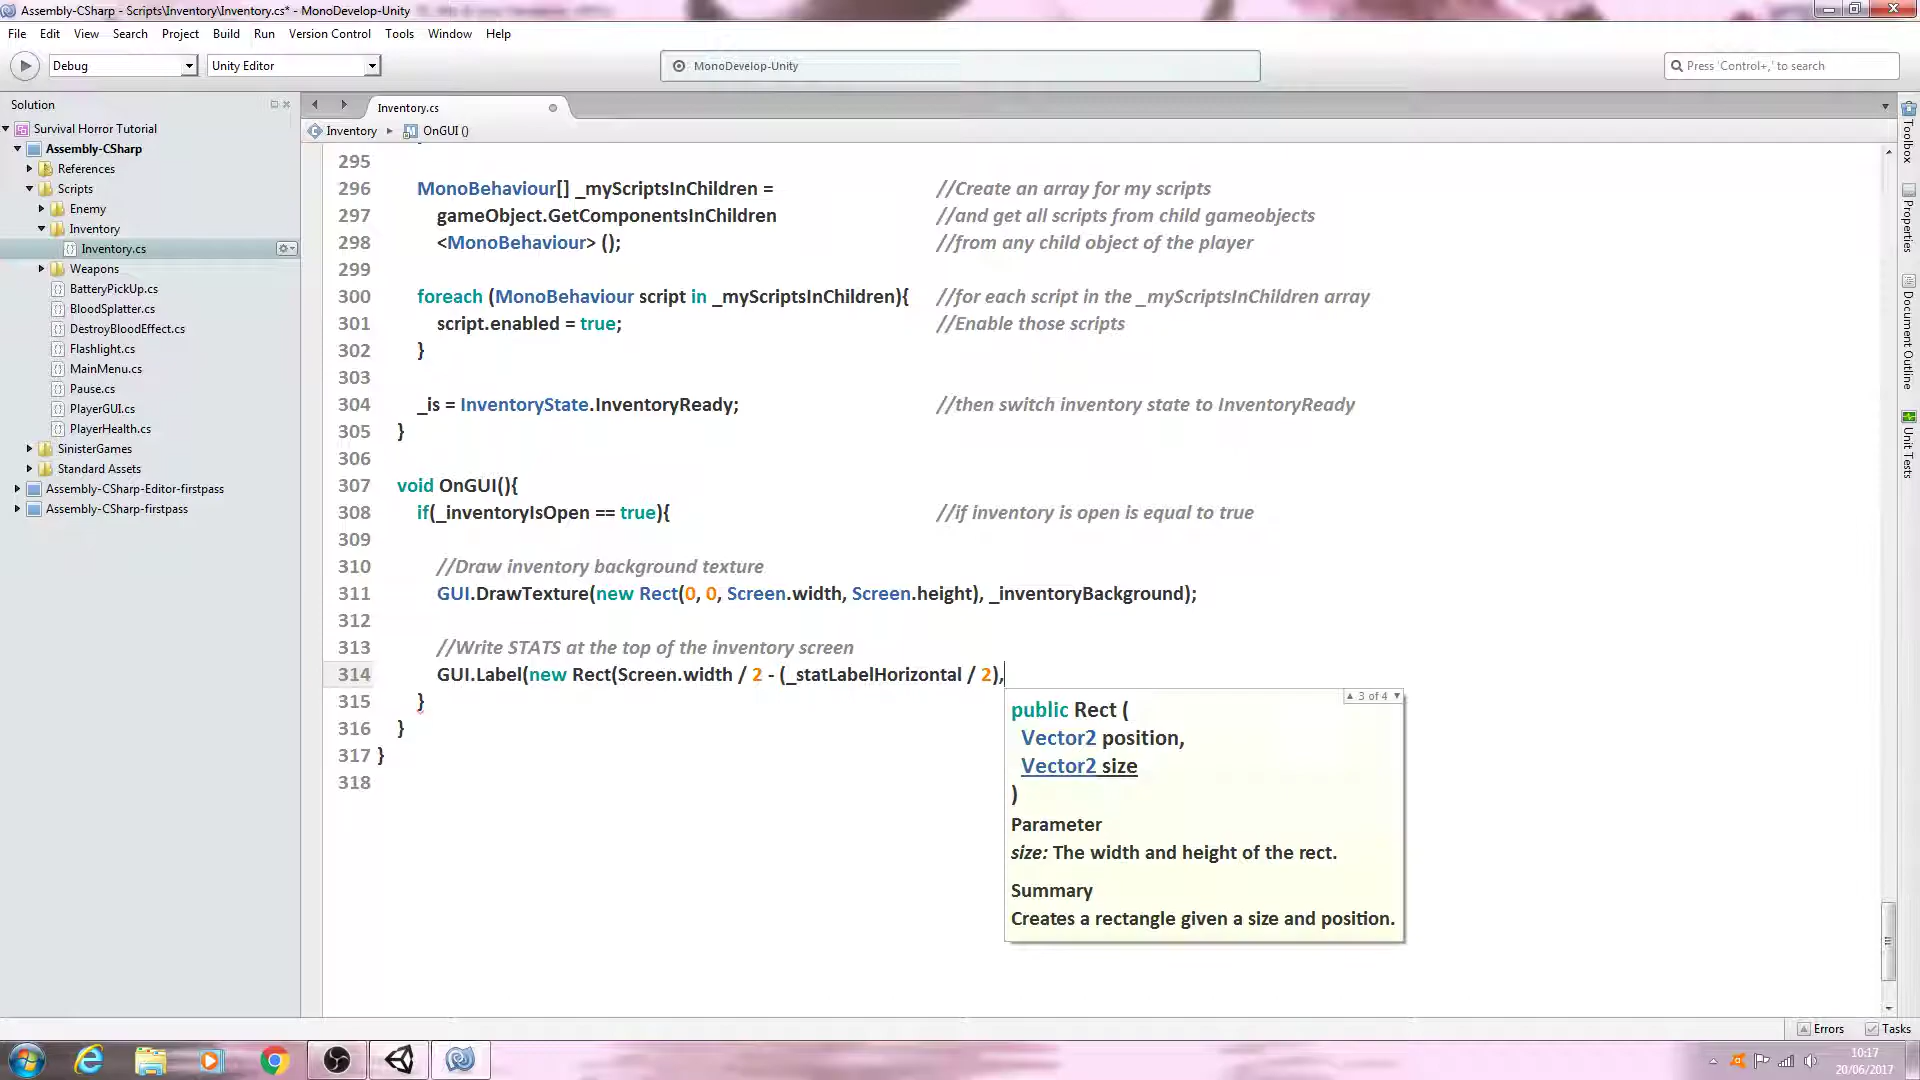 Assembly-CSharp - Scripts\Inventory\Inventory.cs* - MonoDevelop-Unity
File Edit View Search Project Build Run Version Control Tools Window Help
Debug Unity Editor MonoDevelop-Unity Press 'Control+,' to search
Solution
Survival Horror Tutorial
Assembly-CSharp
References
Scripts
Enemy
Inventory
Inventory.cs
Weapons
BatteryPickUp.cs
BloodSplatter.cs
DestroyBloodEffect.cs
Flashlight.cs
MainMenu.cs
Pause.cs
PlayerGUI.cs
PlayerHealth.cs
SinisterGames
Standard Assets
Assembly-CSharp-Editor-firstpass
Assembly-CSharp-firstpass
Inventory.cs
Inventory OnGUI ()
295
296 MonoBehaviour[] _myScriptsInChildren = //Create an array for my scripts
297 gameObject.GetComponentsInChildren //and get all scripts from child gameobjects
298 <MonoBehaviour> (); //from any child object of the player
299
300 foreach (MonoBehaviour script in _myScriptsInChildren){ //for each script in the _myScriptsInChildren array
301 script.enabled = true; //Enable those scripts
302 }
303
304 _is = InventoryState.InventoryReady; //then switch inventory state to InventoryReady
305 }
306
307 void OnGUI(){
308 if(_inventoryIsOpen == true){ //if inventory is open is equal to true
309
310 //Draw inventory background texture
311 GUI.DrawTexture(new Rect(0, 0, Screen.width, Screen.height), _inventoryBackground);
312
313 //Write STATS at the top of the inventory screen
314 GUI.Label(new Rect(Screen.width / 2 - (_statLabelHorizontal / 2),
315 }
316 }
317 }
318
3 of 4
public Rect (
Vector2 position,
Vector2 size
)
Parameter
size: The width and height of the rect.
Summary
Creates a rectangle given a size and position.
Toolbox
Properties
Document Outline
Unit Tests
Errors Tasks
10:17
20/06/2017